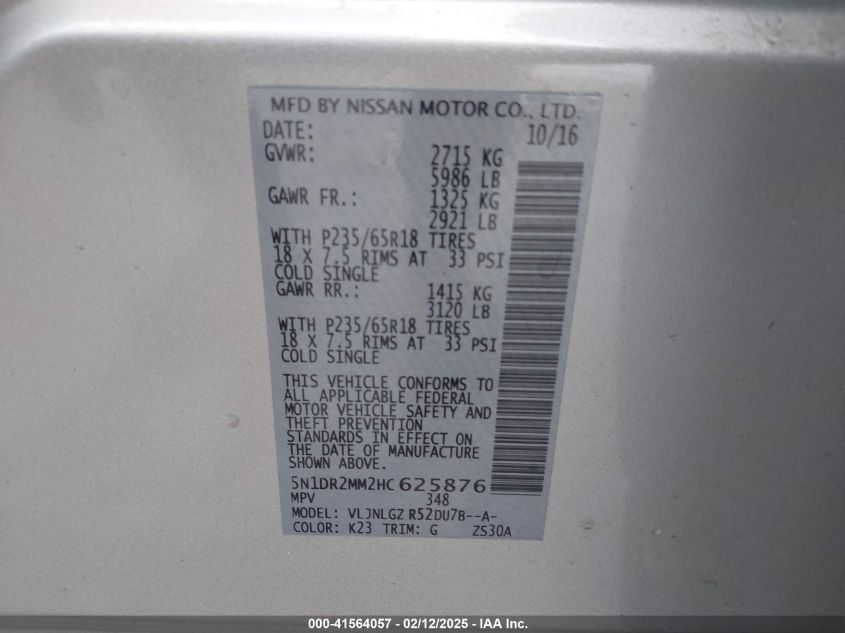 MFD BY NISSAN MOTOR CO., LTD.
DATE: 10/16
GVWR: 2715 KG
5986 LB
GAWR FR.: 1325 KG
2921 LB
WITH P235/65R18 TIRES
18 X 7.5 RIMS AT 33 PSI
COLD SINGLE
GAWR RR.: 1415 KG
3120 LB
WITH P235/65R18 TIRES
18 X 7.5 RIMS AT 33 PSI
COLD SINGLE
THIS VEHICLE CONFORMS TO
ALL APPLICABLE FEDERAL
MOTOR VEHICLE SAFETY AND
THEFT PREVENTION
STANDARDS IN EFFECT ON
THE DATE OF MANUFACTURE
SHOWN ABOVE.
5N1DR2MM2HC625876
MPV 348
MODEL: VLJNLGZ R52DU7B--A-
COLOR: K23 TRIM: G ZS30A
000-41564057 - 02/12/2025 - IAA Inc.